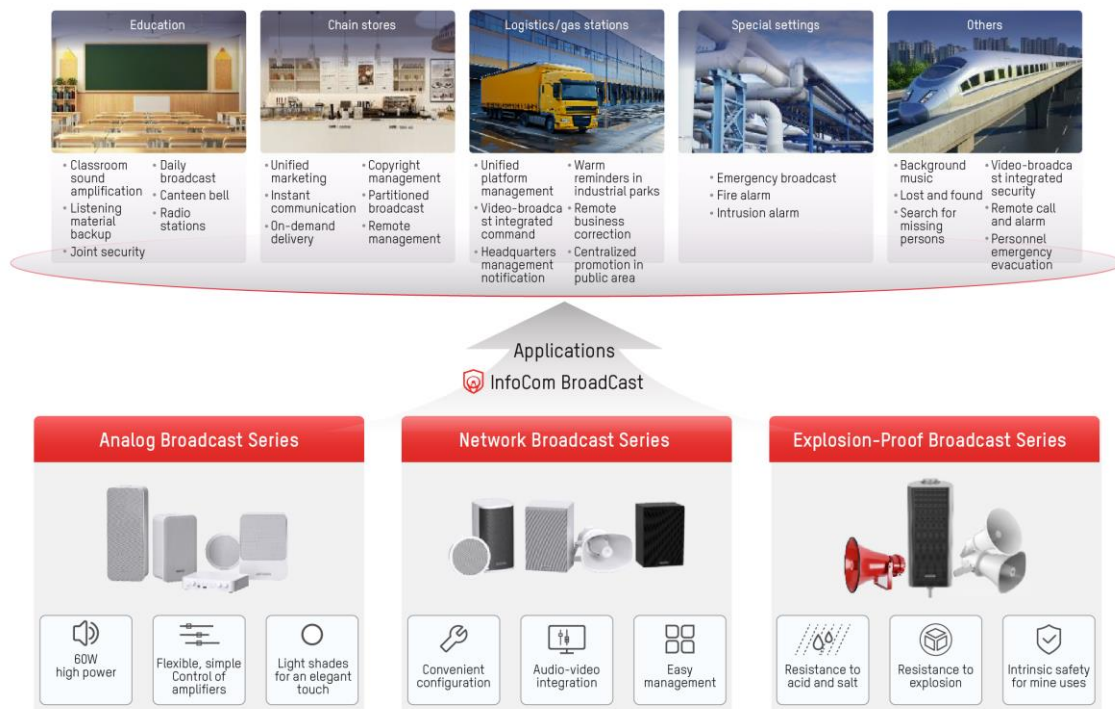 Education
• Classroom
sound
amplification
• Listening
material
backup
• Joint security
• Daily
broadcast
• Canteen bell
• Radio
stations
Chain stores
• Unified
marketing
• Instant
communication
• On-demand
delivery
• Copyright
management
• Partitioned
broadcast
• Remote
management
Logistics/gas stations
• Unified
platform
management
• Video-broadca
st integrated
command
• Headquarters
management
notification
• Warm
reminders in
industrial parks
• Remote
business
correction
• Centralized
promotion in
public area
Special settings
• Emergency broadcast
• Fire alarm
• Intrusion alarm
Others
• Background
music
• Lost and found
• Search for
missing
persons
• Video-broadca
st integrated
security
• Remote call
and alarm
• Personnel
emergency
evacuation
Applications
InfoCom BroadCast
Analog Broadcast Series
60W
high power
Flexible, simple
Control of
amplifiers
Light shades
for an elegant
touch
Network Broadcast Series
Convenient
configuration
Audio-video
integration
Easy
management
Explosion-Proof Broadcast Series
Resistance to
acid and salt
Resistance to
explosion
Intrinsic safety
for mine uses